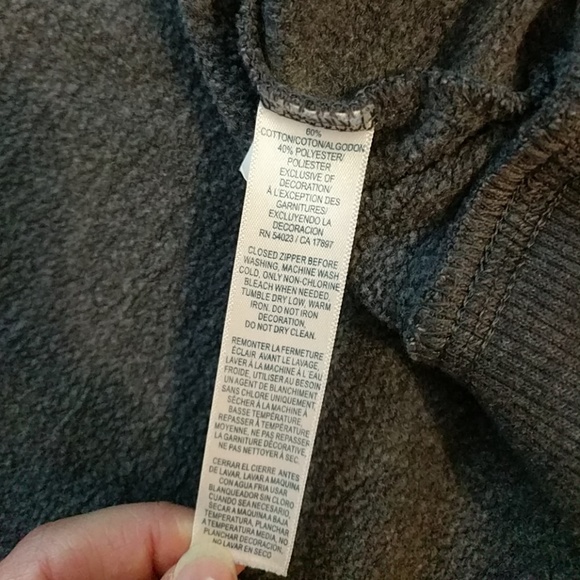 60%
COTTON/COTON/ALGODON
40% POLYESTER/
POLIESTER
EXCLUSIVE OF
DECORATION/
À L'EXCEPTION DES
GARNITURES/
EXCLUYENDO LA
DECORACION
RN 54023 / CA 17897
CLOSED ZIPPER BEFORE
WASHING, MACHINE WASH
COLD, ONLY NON-CHLORINE
BLEACH WHEN NEEDED,
TUMBLE DRY LOW, WARM
IRON. DO NOT IRON
DECORATION,
DO NOT DRY CLEAN.
REMONTER LA FERMETURE
ÉCLAIR AVANT LE LAVAGE,
LAVER À LA MACHINE À L'EAU
FROIDE, UTILISER AU BESOIN
UN AGENT DE BLANCHIMENT
SANS CHLORE UNIQUEMENT
SÉCHER À LA MACHINE À
BASSE TEMPÉRATURE,
REPASSER À TEMPÉRATURE
MOYENNE, NE PAS REPASSER
LA GARNITURE DÉCORATIVE,
NE PAS NETTOYER À SEC.
CERRAR EL CIERRE ANTES
DE LAVAR, LAVAR A MAQUINA
CON AGUA FRIA USAR
BLANQUEADOR SIN CLORO
CUANDO SEA NECESARIO,
SECAR A MAQUINA A BAJA
TEMPERATURA, PLANCHAR
A TEMPERATURA MEDIA, NO
PLANCHAR DECORACION,
NO LAVAR EN SECO